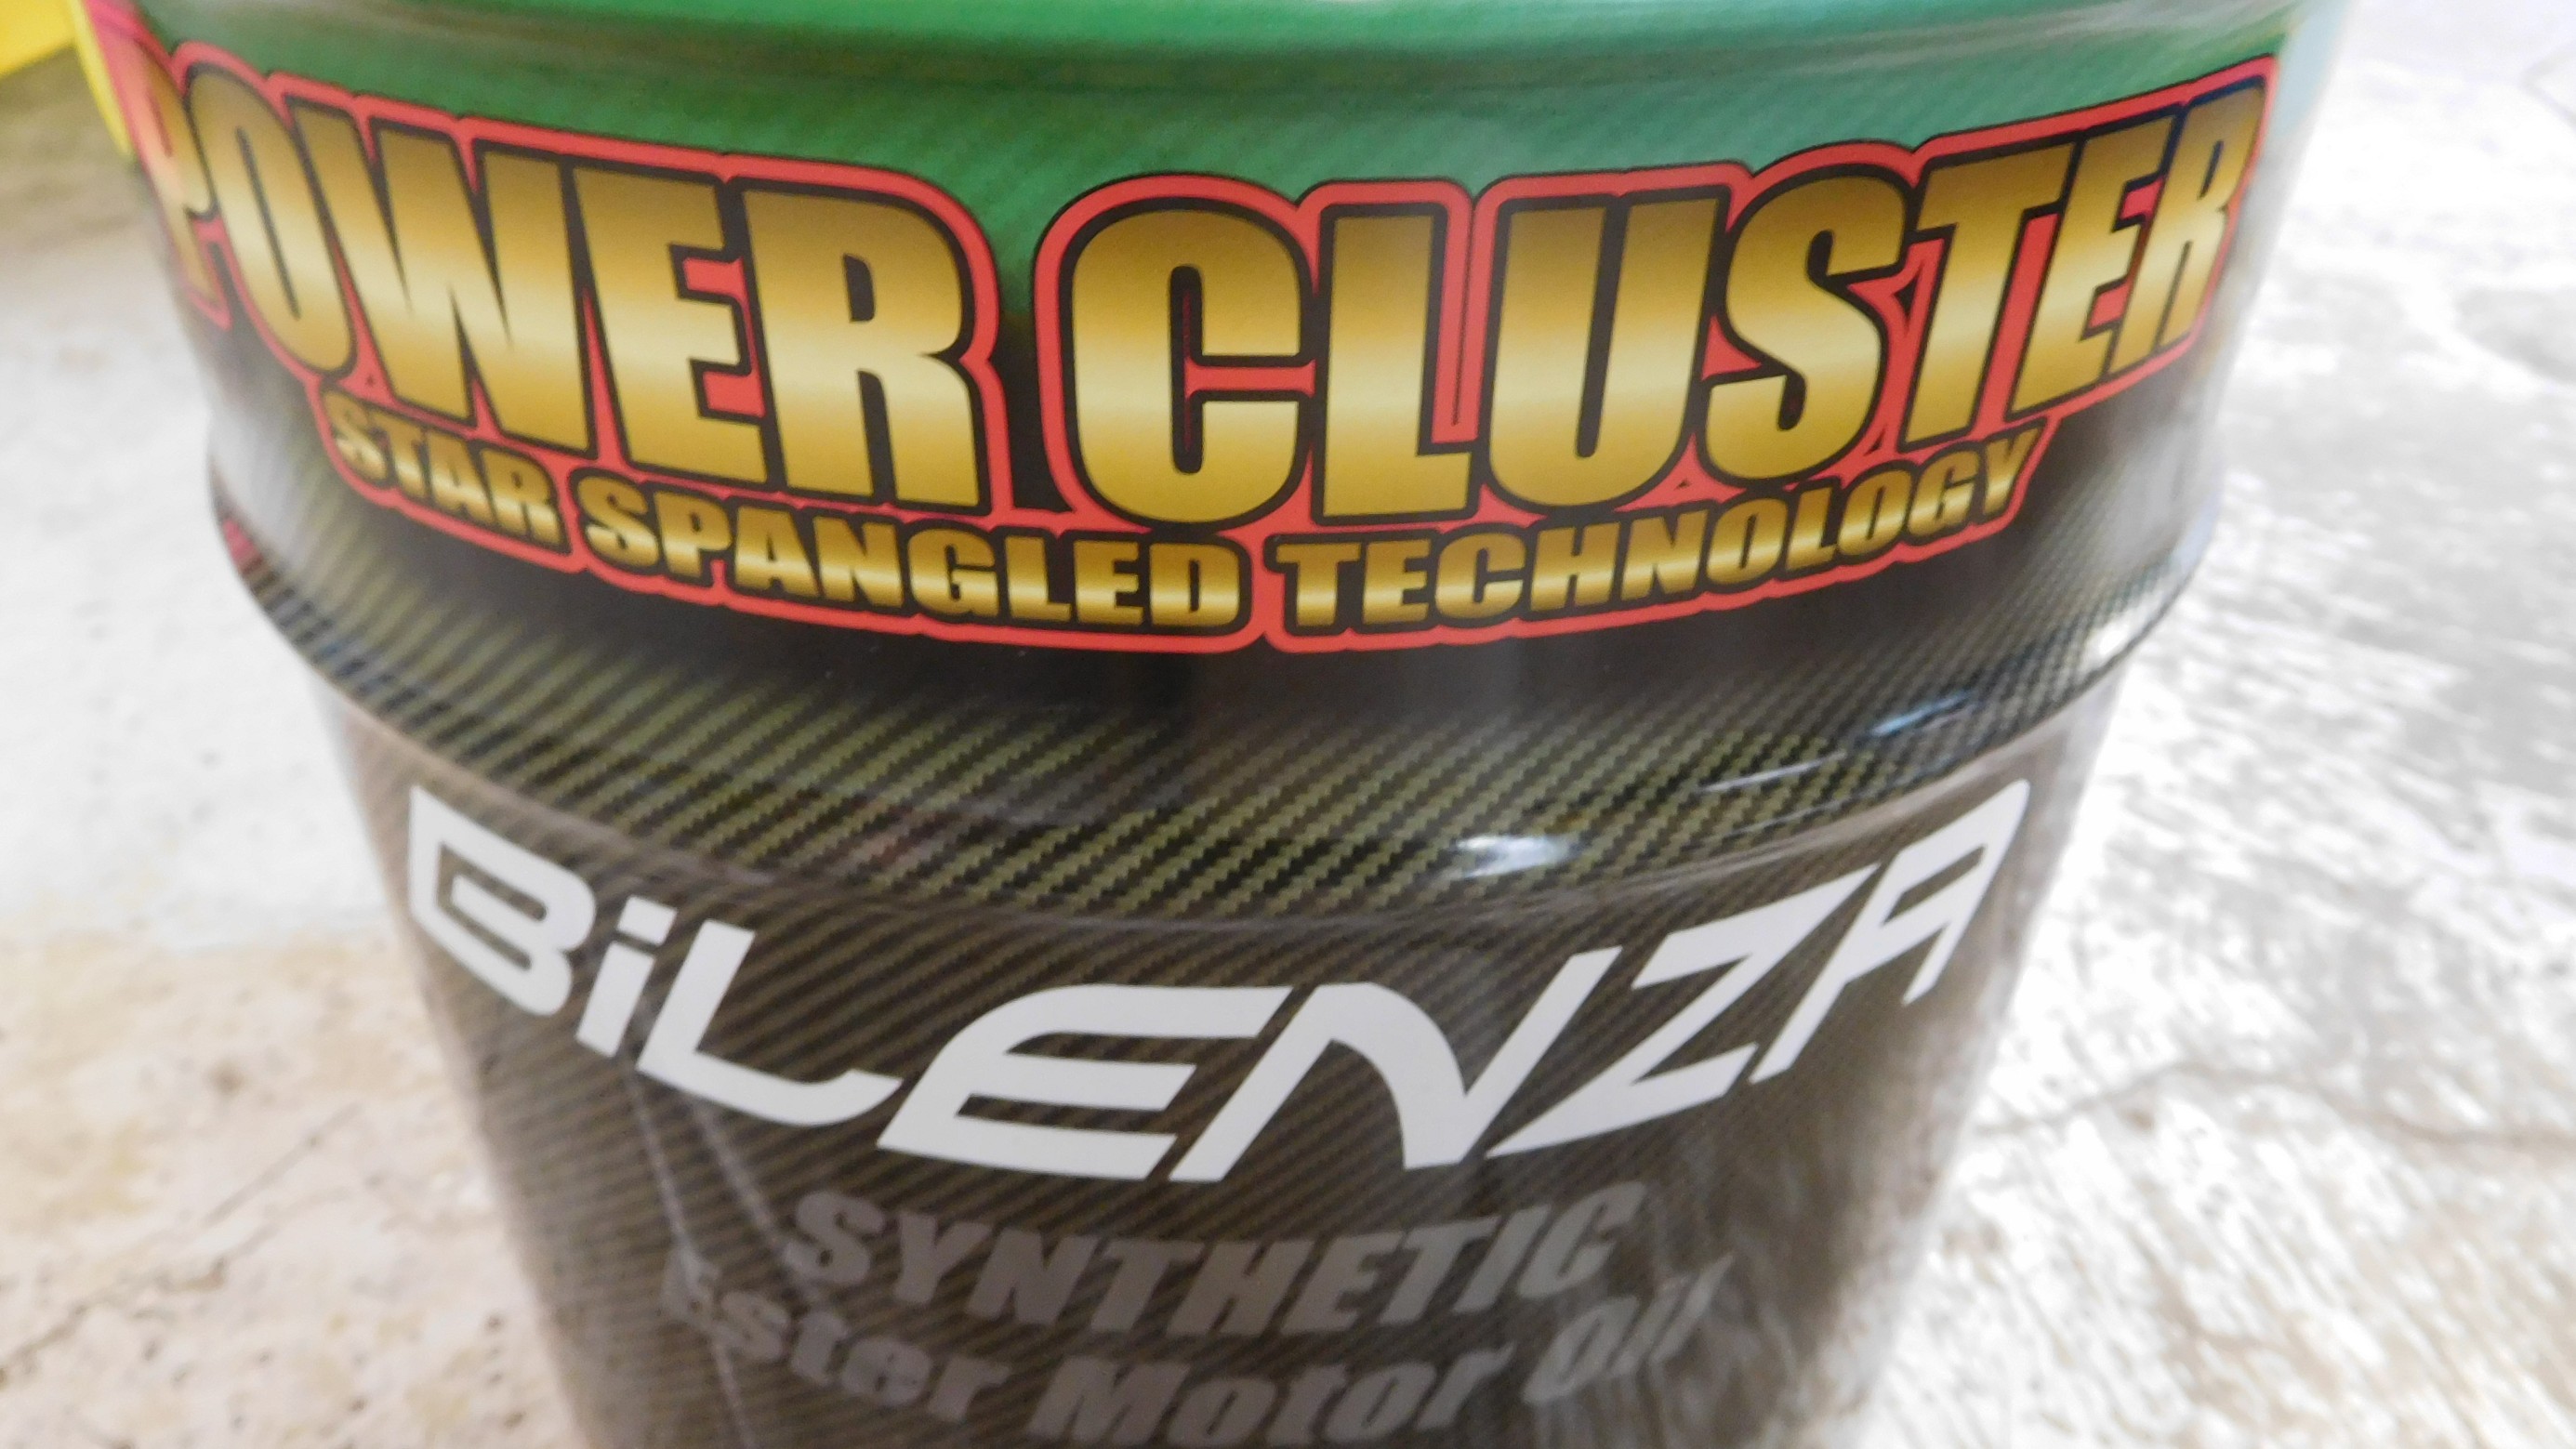 POWER CLUSTER
STAR SPANGLED TECHNOLOGY
BiLENZA
SYNTHETIC
Ester Motor Oil